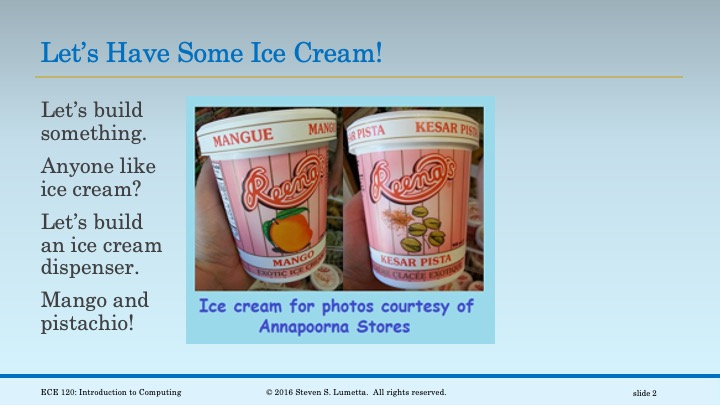 Let's Have Some Ice Cream!
Let's build
something.
Anyone like
ice cream?
Let's build
an ice cream
dispenser.
Mango and
pistachio!
MANGUE
MANG
AR PISTA
KESAR PIST
Reena's
Reena's
MANGO
EXOTIC ICE
KESAR PISTA
GLACÉE EXOTIQUE
Ice cream for photos courtesy of
Annapoorna Stores
ECE 120: Introduction to Computing
© 2016 Steven S. Lumetta. All rights reserved.
slide 2